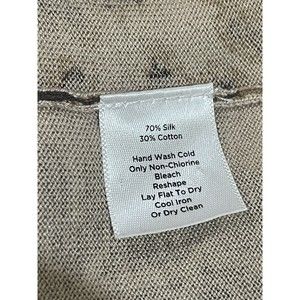 70% Silk
30% Cotton
Hand Wash Cold
Only Non-Chlorine
Bleach
Reshape
Lay Flat To Dry
Cool Iron
Or Dry Clean